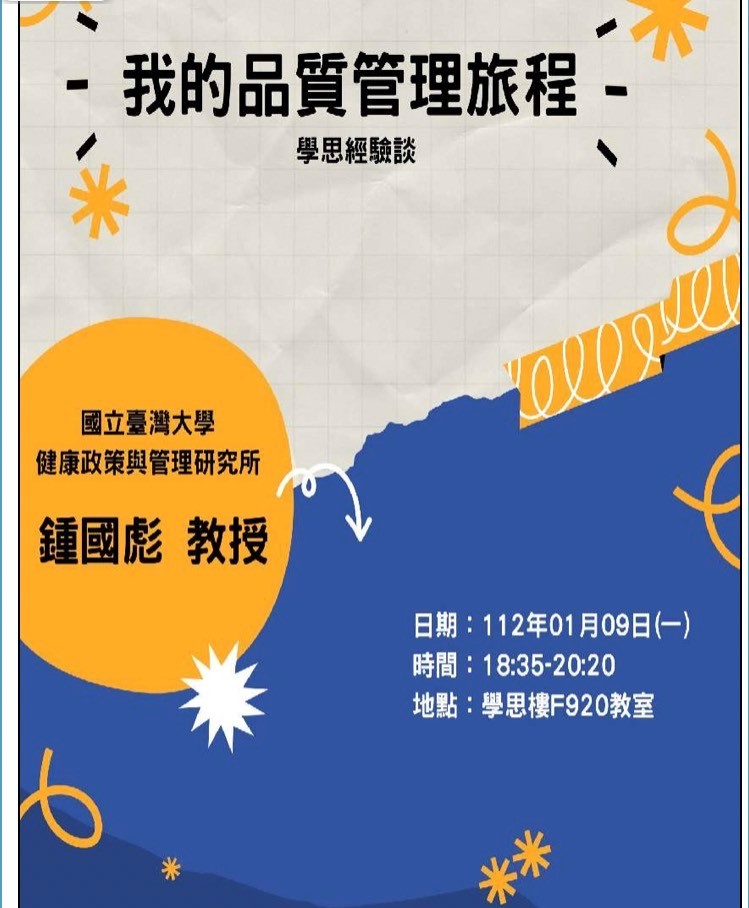 我的品質管理旅程
學思經驗談
國立臺灣大學
健康政策與管理研究所
鍾國彪 教授
日期：112年01月09日(一)
時間：18:35-20:20
地點：學思樓F920教室